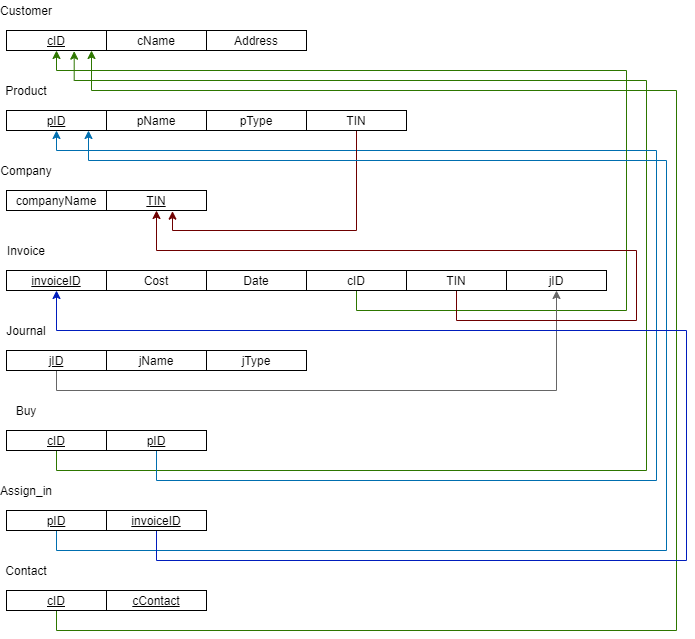 Customer
cID cName Address
Product
pID pName pType TIN
Company
companyName TIN
Invoice
invoiceID Cost Date cID TIN jID
Journal
jID jName jType
Buy
cID pID
Assign_in
pID invoiceID
Contact
cID cContact